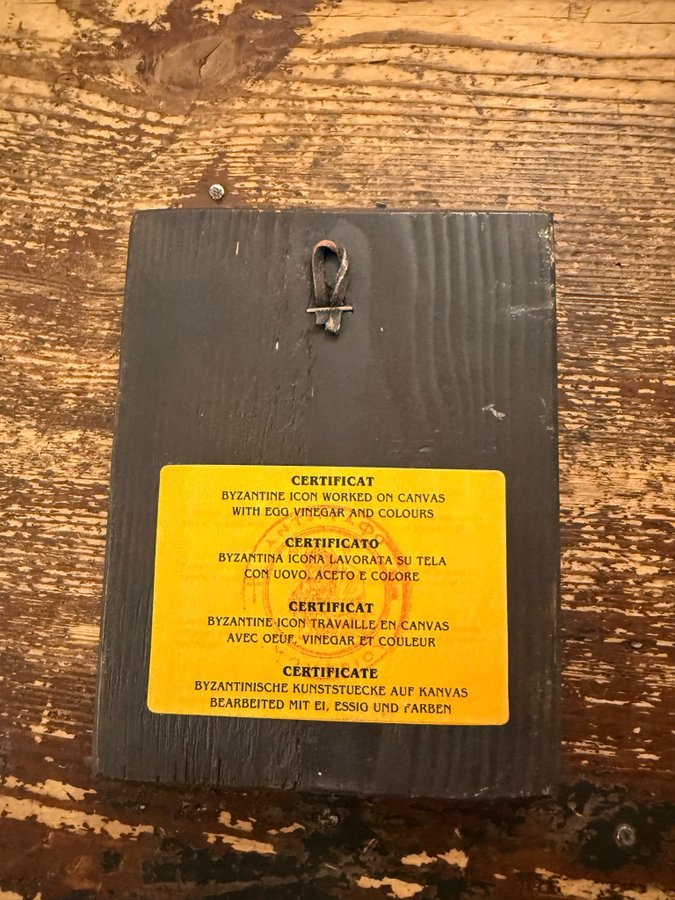 CERTIFICAT
BYZANTINE ICON WORKED ON CANVAS
WITH EGG VINEGAR AND COLOURS
CERTIFICATO
BYZANTINA ICONA LAVORATA SU TELA
CON UOVO, ACETO E COLORE
CERTIFICAT
BYZANTINE ICON TRAVAILLE EN CANVAS
AVEC OEUF, VINEGAR ET COULEUR
CERTIFICATE
BYZANTINISCHE KUNSTSTUECKE AUF KANVAS
BEARBEITED MIT EI, ESSIG UND FARBEN